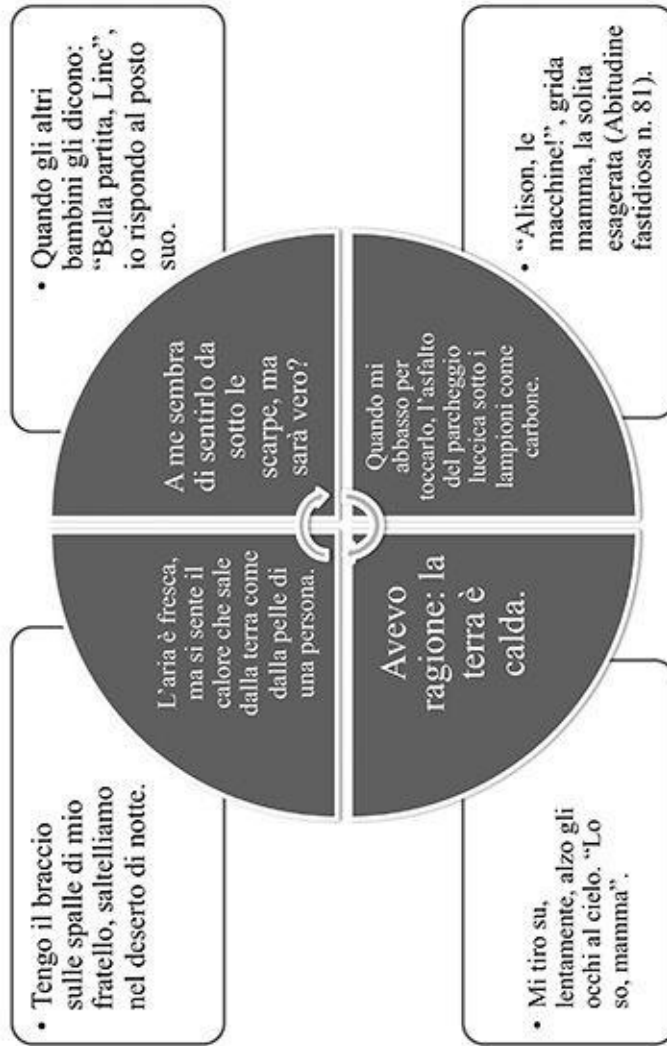 • Tengo il braccio
sulle spalle di mio
fratello, saltelliamo
nel deserto di notte.
• Quando gli altri
bambini gli dicono:
“Bella partita, Linc”,
io rispondo al posto
suo.
L’aria è fresca,
ma si sente il
calore che sale
dalla terra come
dalla pelle di
una persona.
A me sembra
di sentirlo da
sotto le
scarpe, ma
sarà vero?
Avevo
ragione: la
terra è
calda.
Quando mi
abbasso per
toccarlo, l’asfalto
del parcheggio
luccica sotto i
lampioni come
carbone.
• Mi tiro su,
lentamente, alzo gli
occhi al cielo. “Lo
so, mamma”.
• “Alison, le
macchine!”, grida
mamma, la solita
esagerata (Abitudine
fastidiosa n. 81).